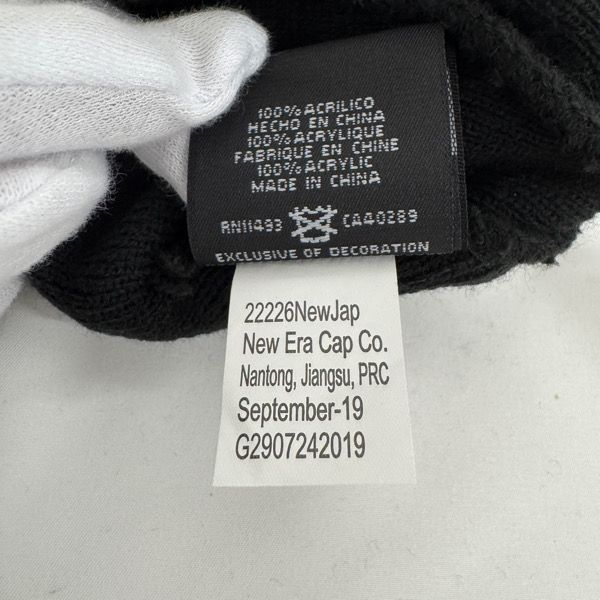 100% ACRILICO
HECHO EN CHINA
100% ACRYLIQUE
FABRIQUE EN CHINE
100% ACRYLIC
MADE IN CHINA
RN11493 CA40289
EXCLUSIVE OF DECORATION
22226NewJap
New Era Cap Co.
Nantong, Jiangsu, PRC
September-19
G2907242019